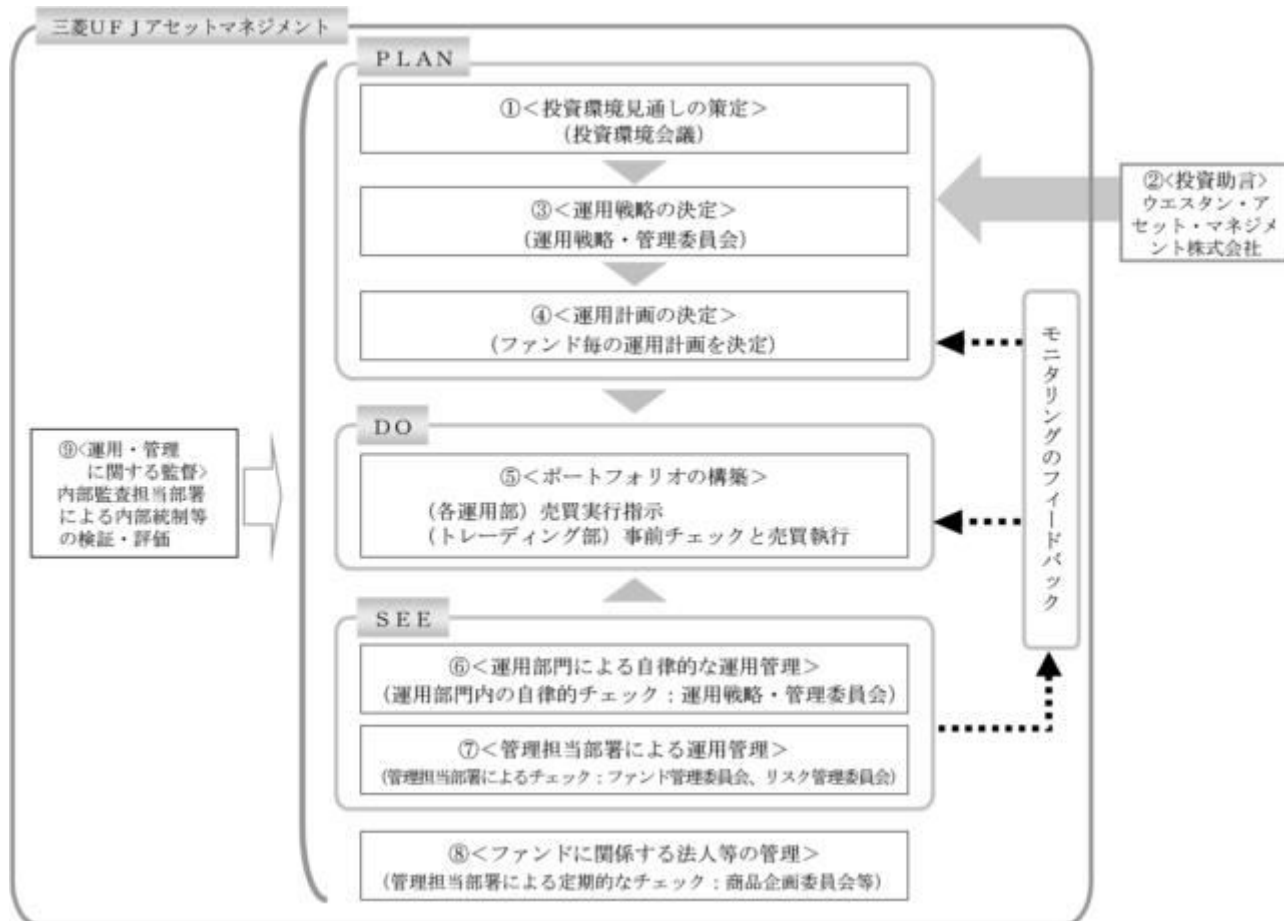 三菱UFJアセットマネジメント
PLAN
①<投資環境見通しの策定>
(投資環境会議)
②<投資助言>
ウエスタン・ア
セット・マネジメ
ント株式会社
③<運用戦略の決定>
(運用戦略・管理委員会)
④<運用計画の決定>
(ファンド毎の運用計画を決定)
モニタリングのフィードバック
DO
⑤<ポートフォリオの構築>
(各運用部) 売買実行指示
(トレーディング部) 事前チェックと売買執行
⑨<運用・管理
に関する監督>
内部監査担当部署
による内部統制等
の検証・評価
SEE
⑥<運用部門による自律的な運用管理>
(運用部門内の自律的チェック:運用戦略・管理委員会)
⑦<管理担当部署による運用管理>
(管理担当部署によるチェック:ファンド管理委員会、リスク管理委員会)
⑧<ファンドに関係する法人等の管理>
(管理担当部署による定期的なチェック:商品企画委員会等)